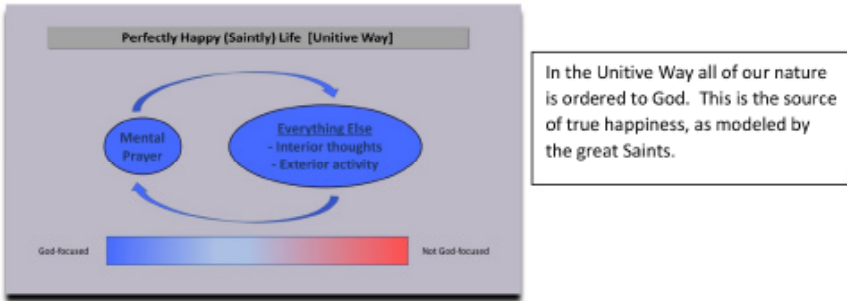 Perfectly Happy (Saintly) Life [Unitive Way]
Mental
Prayer
Everything Else
- Interior thoughts
- Exterior activity
God-focused
Not God-focused
In the Unitive Way all of our nature
is ordered to God. This is the source
of true happiness, as modeled by
the great Saints.